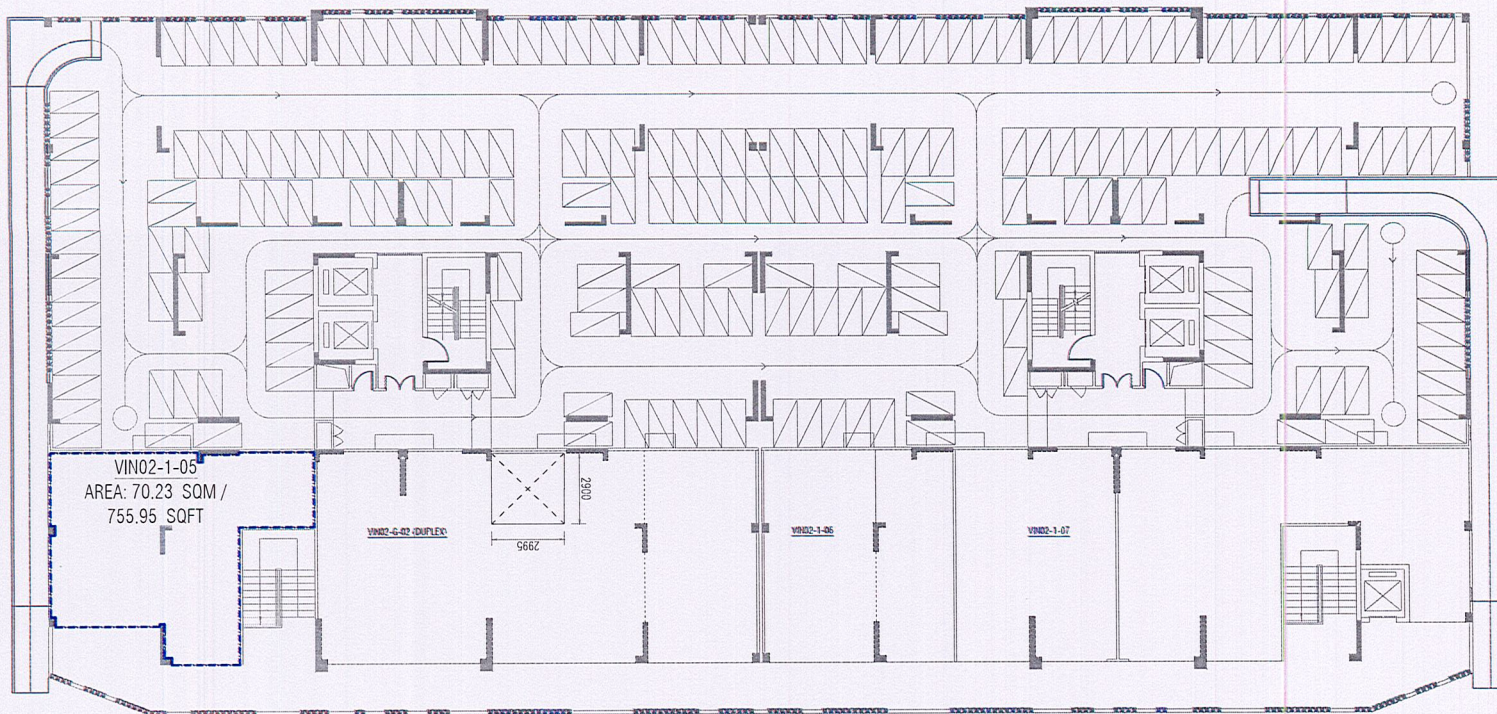 VIN02-1-05
AREA: 70.23 SQM /
755.95 SQFT
VIN02-G-02 (DUPLEX)
2900
2995
VIN02-1-06
VIN02-1-07